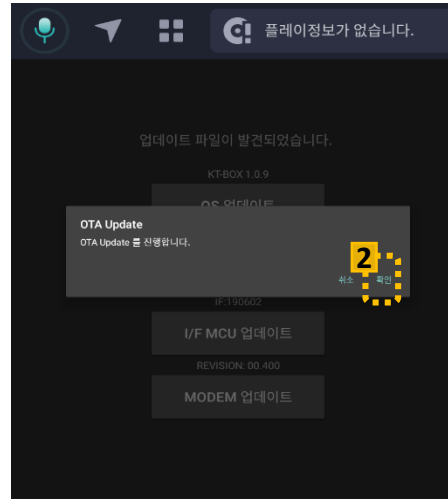 플레이정보가 없습니다.
업데이트 파일이 발견되었습니다.
KT-BOX 1.0.9
OS 업데이트
OTA Update
OTA Update 를 진행합니다.
2
취소 확인
IF:190602
I/F MCU 업데이트
REVISION: 00.400
MODEM 업데이트